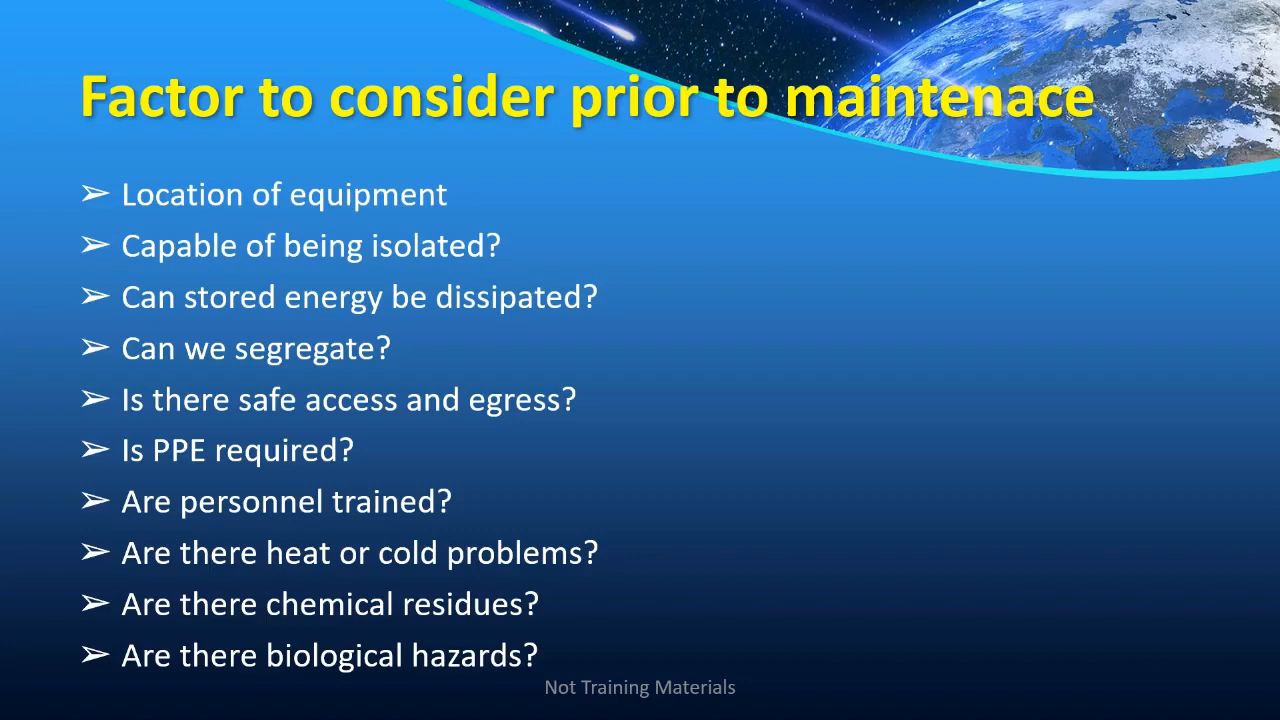 Factor to consider prior to maintenace
➢ Location of equipment
➢ Capable of being isolated?
➢ Can stored energy be dissipated?
➢ Can we segregate?
➢ Is there safe access and egress?
➢ Is PPE required?
➢ Are personnel trained?
➢ Are there heat or cold problems?
➢ Are there chemical residues?
➢ Are there biological hazards?
Not Training Materials